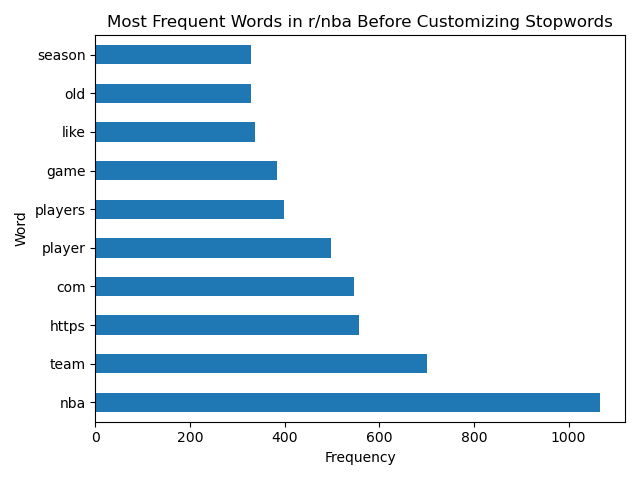 Most Frequent Words in r/nba Before Customizing Stopwords
season
old
like
game
players
player
com
https
team
nba
Word
0 200 400 600 800 1000
Frequency